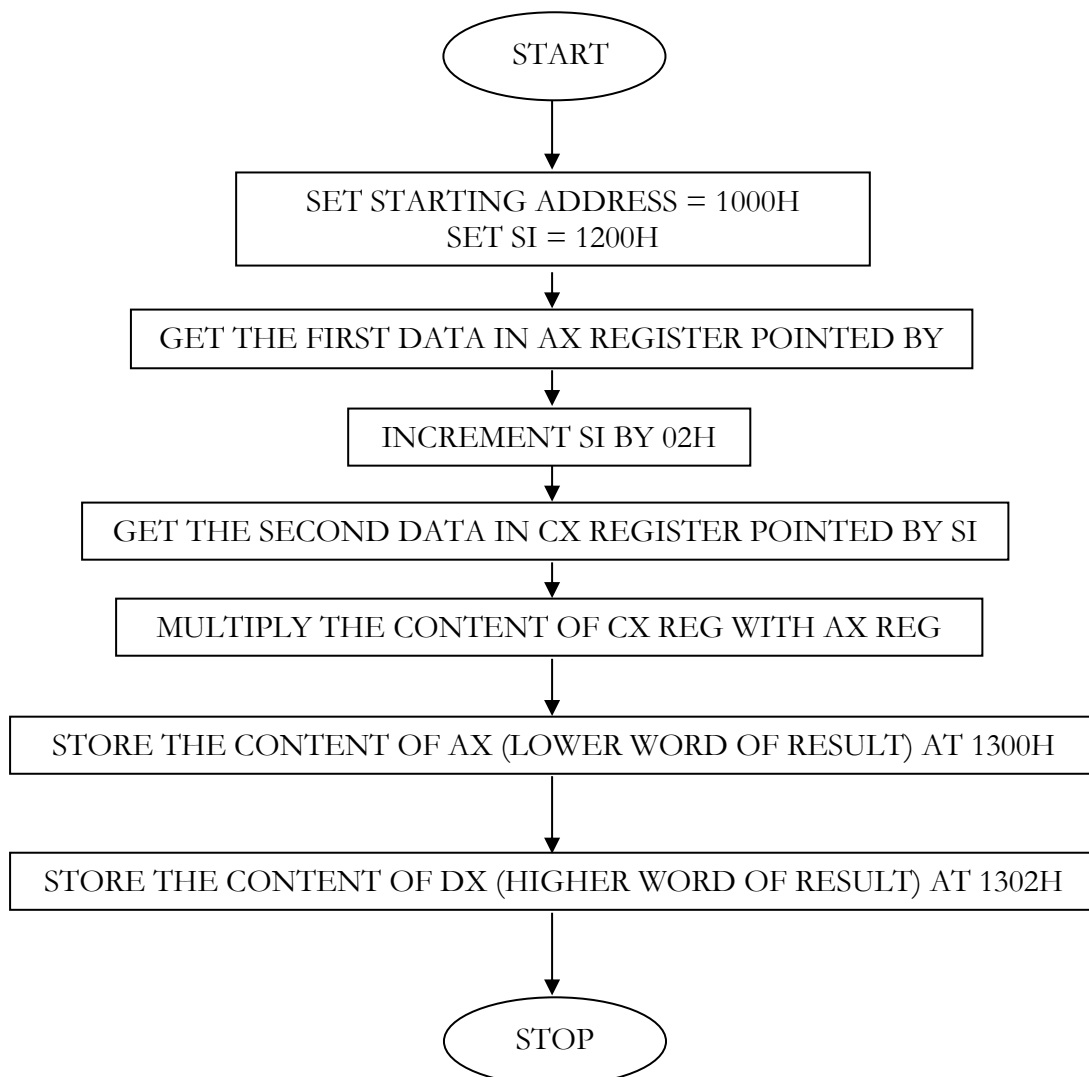 START
SET STARTING ADDRESS = 1000H
SET SI = 1200H
GET THE FIRST DATA IN AX REGISTER POINTED BY
INCREMENT SI BY 02H
GET THE SECOND DATA IN CX REGISTER POINTED BY SI
MULTIPLY THE CONTENT OF CX REG WITH AX REG
STORE THE CONTENT OF AX (LOWER WORD OF RESULT) AT 1300H
STORE THE CONTENT OF DX (HIGHER WORD OF RESULT) AT 1302H
STOP